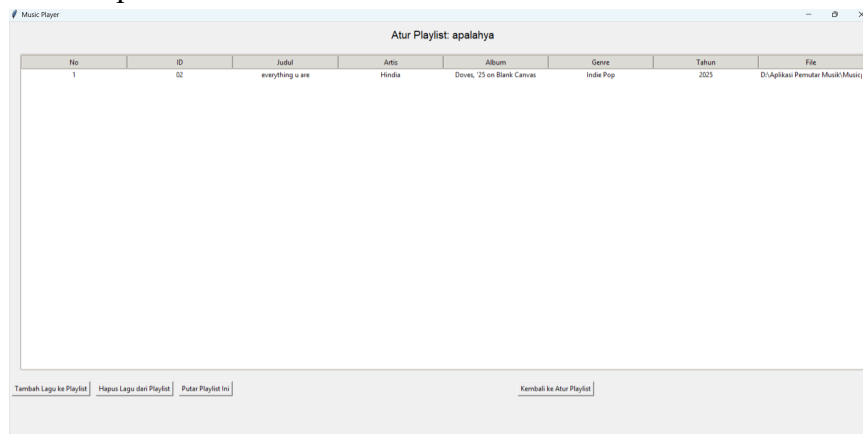 Music Player
Atur Playlist: apalahya
No ID Judul Artis Album Genre Tahun File
1 02 everything u are Hindia Doves, '25 on Blank Canvas Indie Pop 2025 D:\Aplikasi Pemutar Musik\Music
Tambah Lagu ke Playlist Hapus Lagu dari Playlist Putar Playlist Ini Kembali ke Atur Playlist